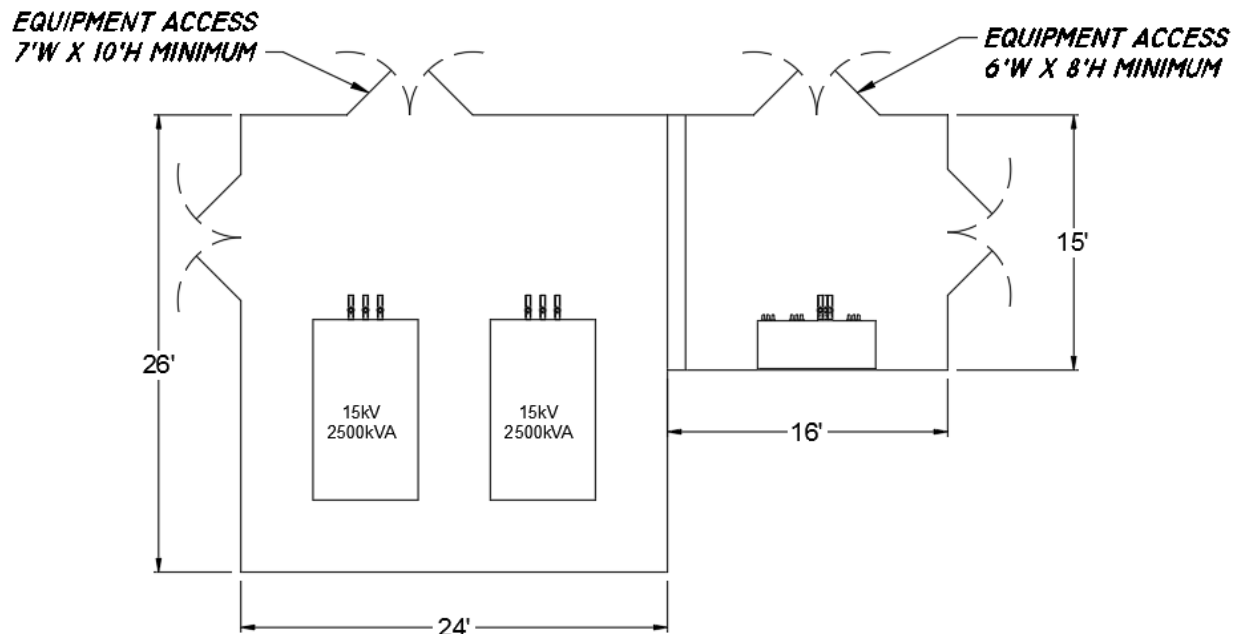 EQUIPMENT ACCESS
7'W X 10'H MINIMUM
EQUIPMENT ACCESS
6'W X 8'H MINIMUM
26'
15'
15kV
2500kVA
15kV
2500kVA
16'
24'